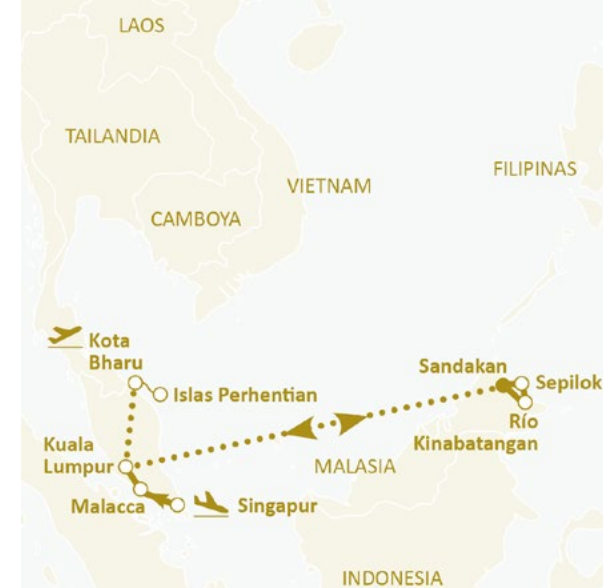 LAOS
TAILANDIA
FILIPINAS
VIETNAM
CAMBOYA
Kota
Bharu
Islas Perhentian
Sandakan
Sepilok
Río
Kinabatangan
Kuala
Lumpur
MALASIA
Malacca
Singapur
INDONESIA